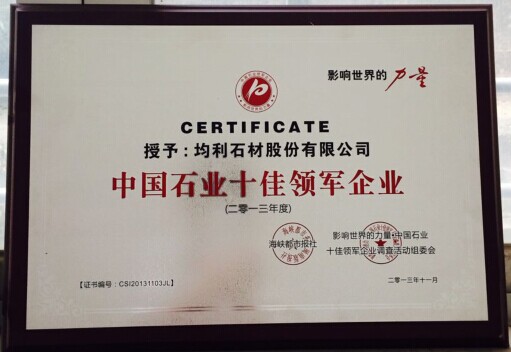 影响世界的力量
CERTIFICATE
授予：均利石材股份有限公司
中国石业十佳领军企业
(二零一三年度)
海峡都市报社
影响世界的力量·中国石业
十佳领军企业调查活动组委会
二零一三年十一月
【证书编号：CSI20131103JL】